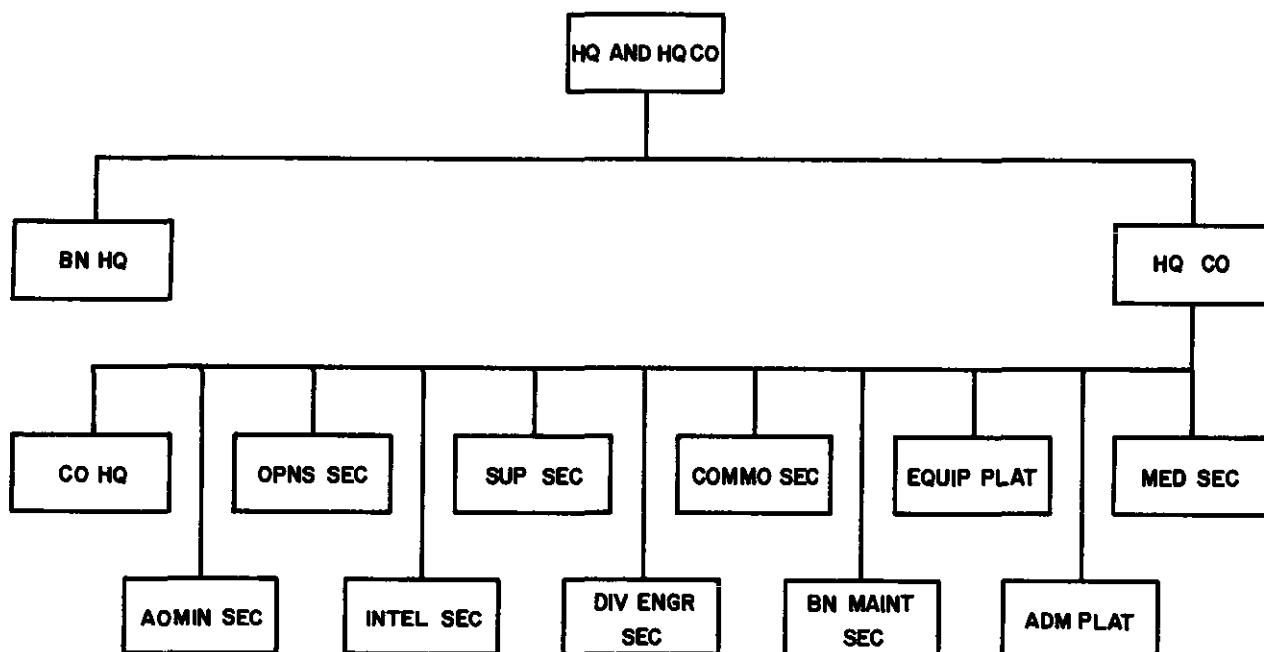 HQ AND HQ CO
BN HQ
HQ CO
CO HQ
OPNS SEC
SUP SEC
COMMO SEC
EQUIP PLAT
MED SEC
AOMIN SEC
INTEL SEC
DIV ENGR
SEC
BN MAINT
SEC
ADM PLAT